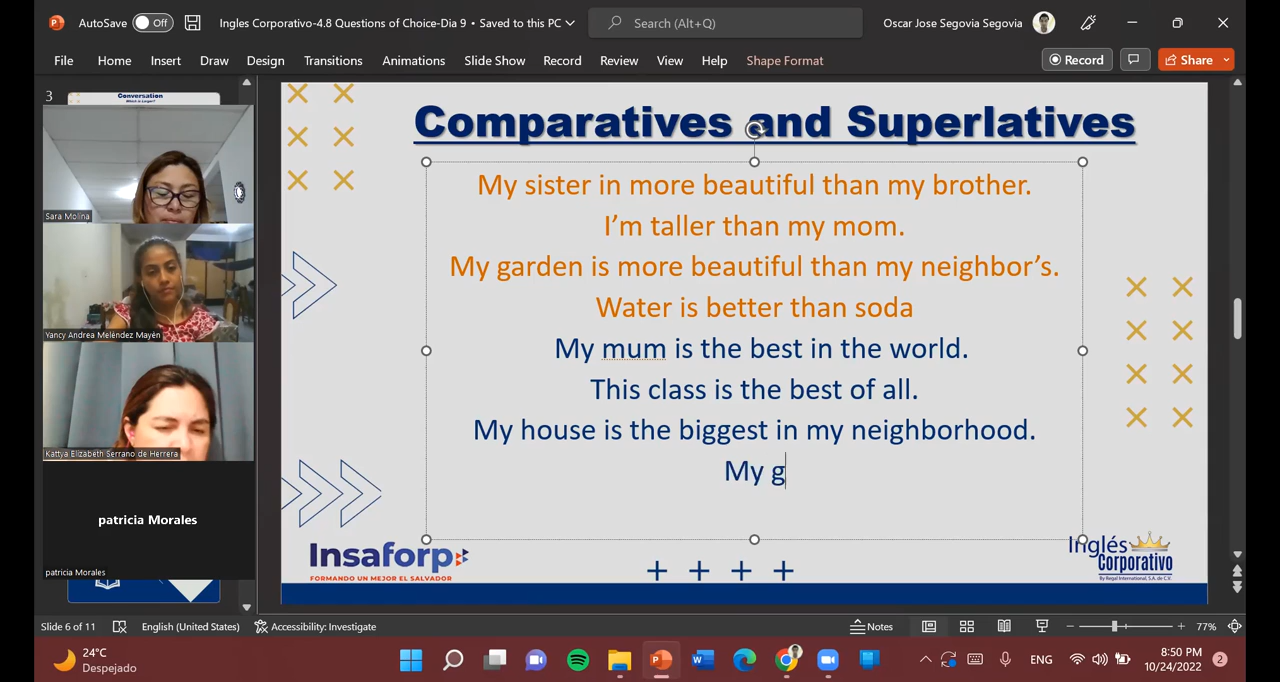 AutoSave Off Ingles Corporativo-4.8 Questions of Choice-Dia 9 • Saved to this PC Search (Alt+Q) Oscar Jose Segovia Segovia
File Home Insert Draw Design Transitions Animations Slide Show Record Review View Help Shape Format Record Share
3
Conversation
Sara Molina
Yancy Andrea Meléndez Mayén
Kattya Elizabeth Serrano de Herrera
patricia Morales
patricia Morales
Comparatives and Superlatives
My sister in more beautiful than my brother.
I'm taller than my mom.
My garden is more beautiful than my neighbor's.
Water is better than soda
My mum is the best in the world.
This class is the best of all.
My house is the biggest in my neighborhood.
My g
Insaforp
FORMANDO UN MEJOR EL SALVADOR
Inglés
Corporativo
By Regal International, S.A. de C.V.
Slide 6 of 11 English (United States) Accessibility: Investigate Notes 77%
24°C
Despejado
ENG
8:50 PM
10/24/2022
2